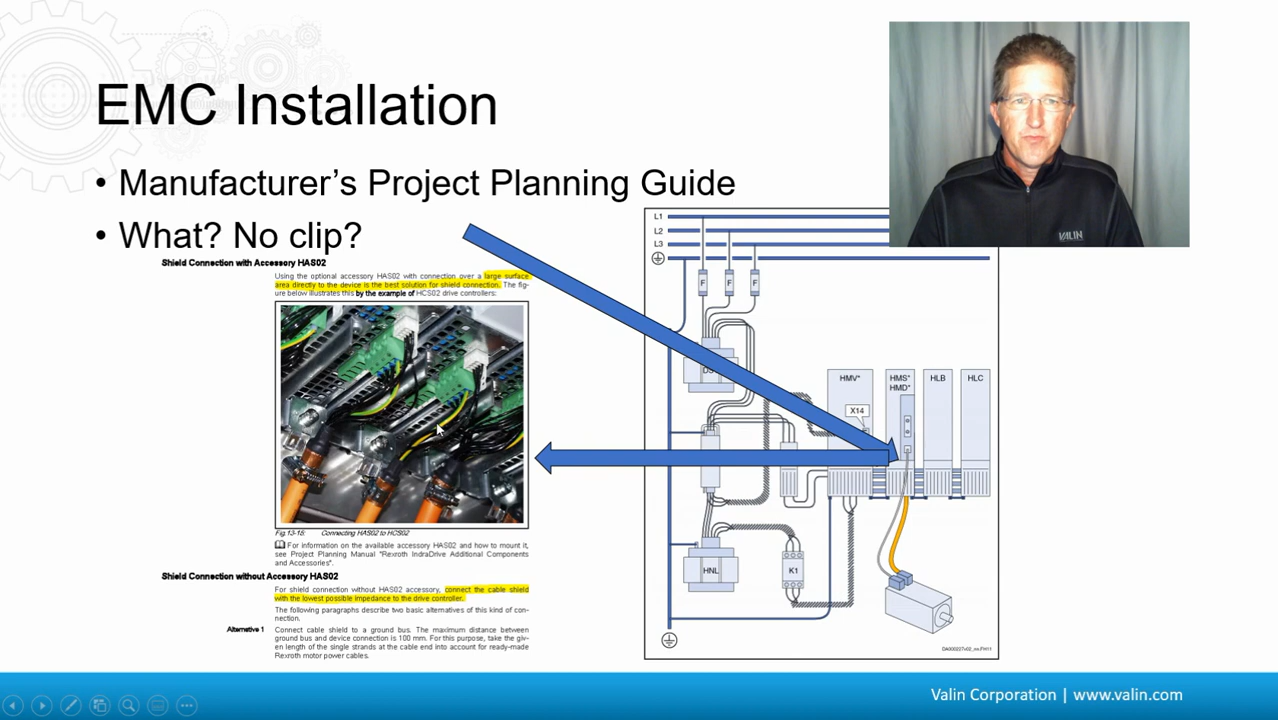 EMC Installation
• Manufacturer's Project Planning Guide
• What? No clip?
Shield Connection with Accessory HAS02
Using the optional accessory HAS02 with connection over a large surface
area directly to the device is the best solution for shield connection. The fig-
ure below illustrates this by the example of HCS02 drive controllers:
Fig.13-15: Connecting HAS02 to HCS02
For information on the available accessory HAS02 and how to mount it,
see Project Planning Manual "Rexroth IndraDrive Additional Components
and Accessories".
Shield Connection without Accessory HAS02
For shield connection without HAS02 accessory, connect the cable shield
with the lowest possible impedance to the drive controller.
The following paragraphs describe two basic alternatives of this kind of con-
nection.
Alternative 1 Connect cable shield to a ground bus. The maximum distance between
ground bus and device connection is 100 mm. For this purpose, take the giv-
en length of the single strands at the cable end into account for ready-made
Rexroth motor power cables.
L1
L2
L3
F F F
HMV*
HMS*
HMD*
HLB
HLC
X14
HNL
K1
VALIN
Valin Corporation | www.valin.com